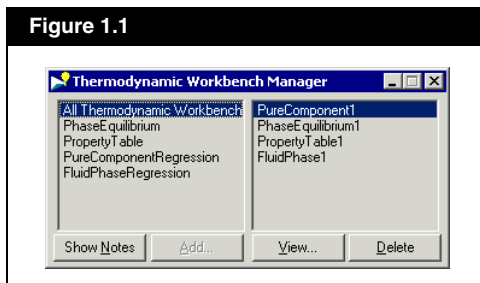 Figure 1.1
Thermodynamic Workbench Manager
All Thermodynamic Workbench
PhaseEquilibrium
PropertyTable
PureComponentRegression
FluidPhaseRegression
PureComponent1
PhaseEquilibrium1
PropertyTable1
FluidPhase1
Show Notes
Add...
View...
Delete